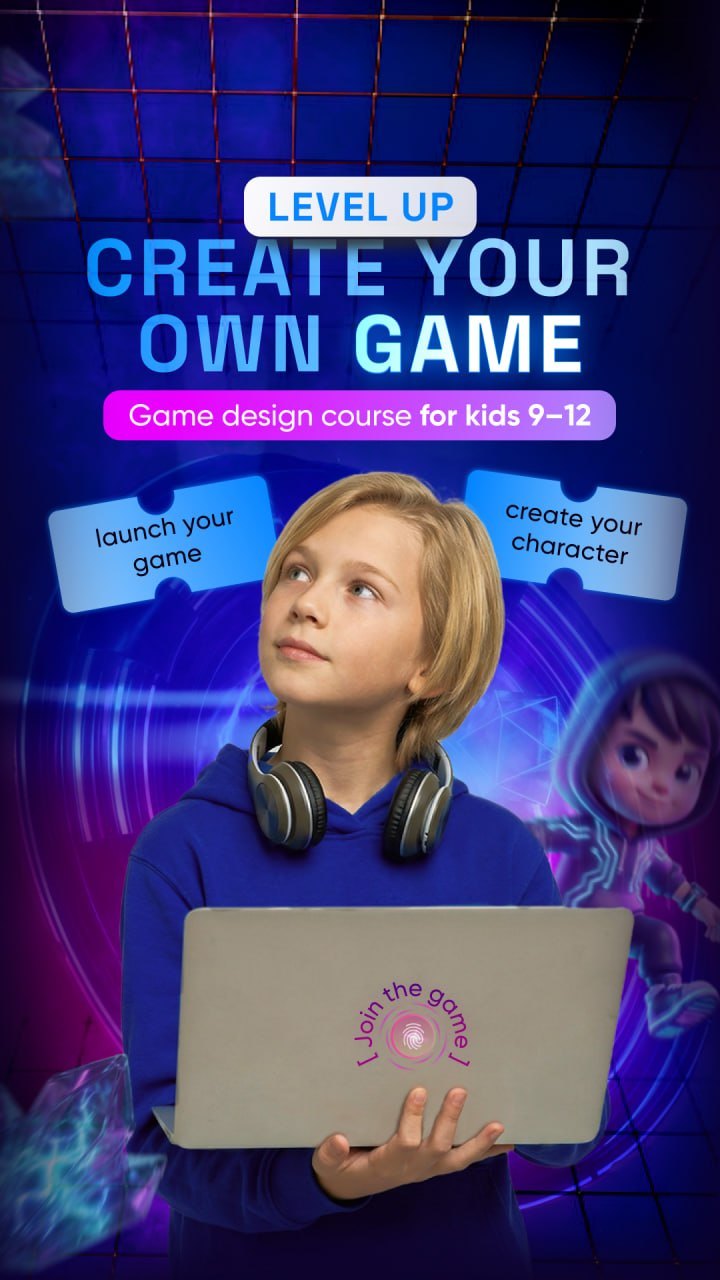 LEVEL UP
CREATE YOUR
OWN GAME
Game design course for kids 9–12
launch your
game
create your
character
[ Join the game ]